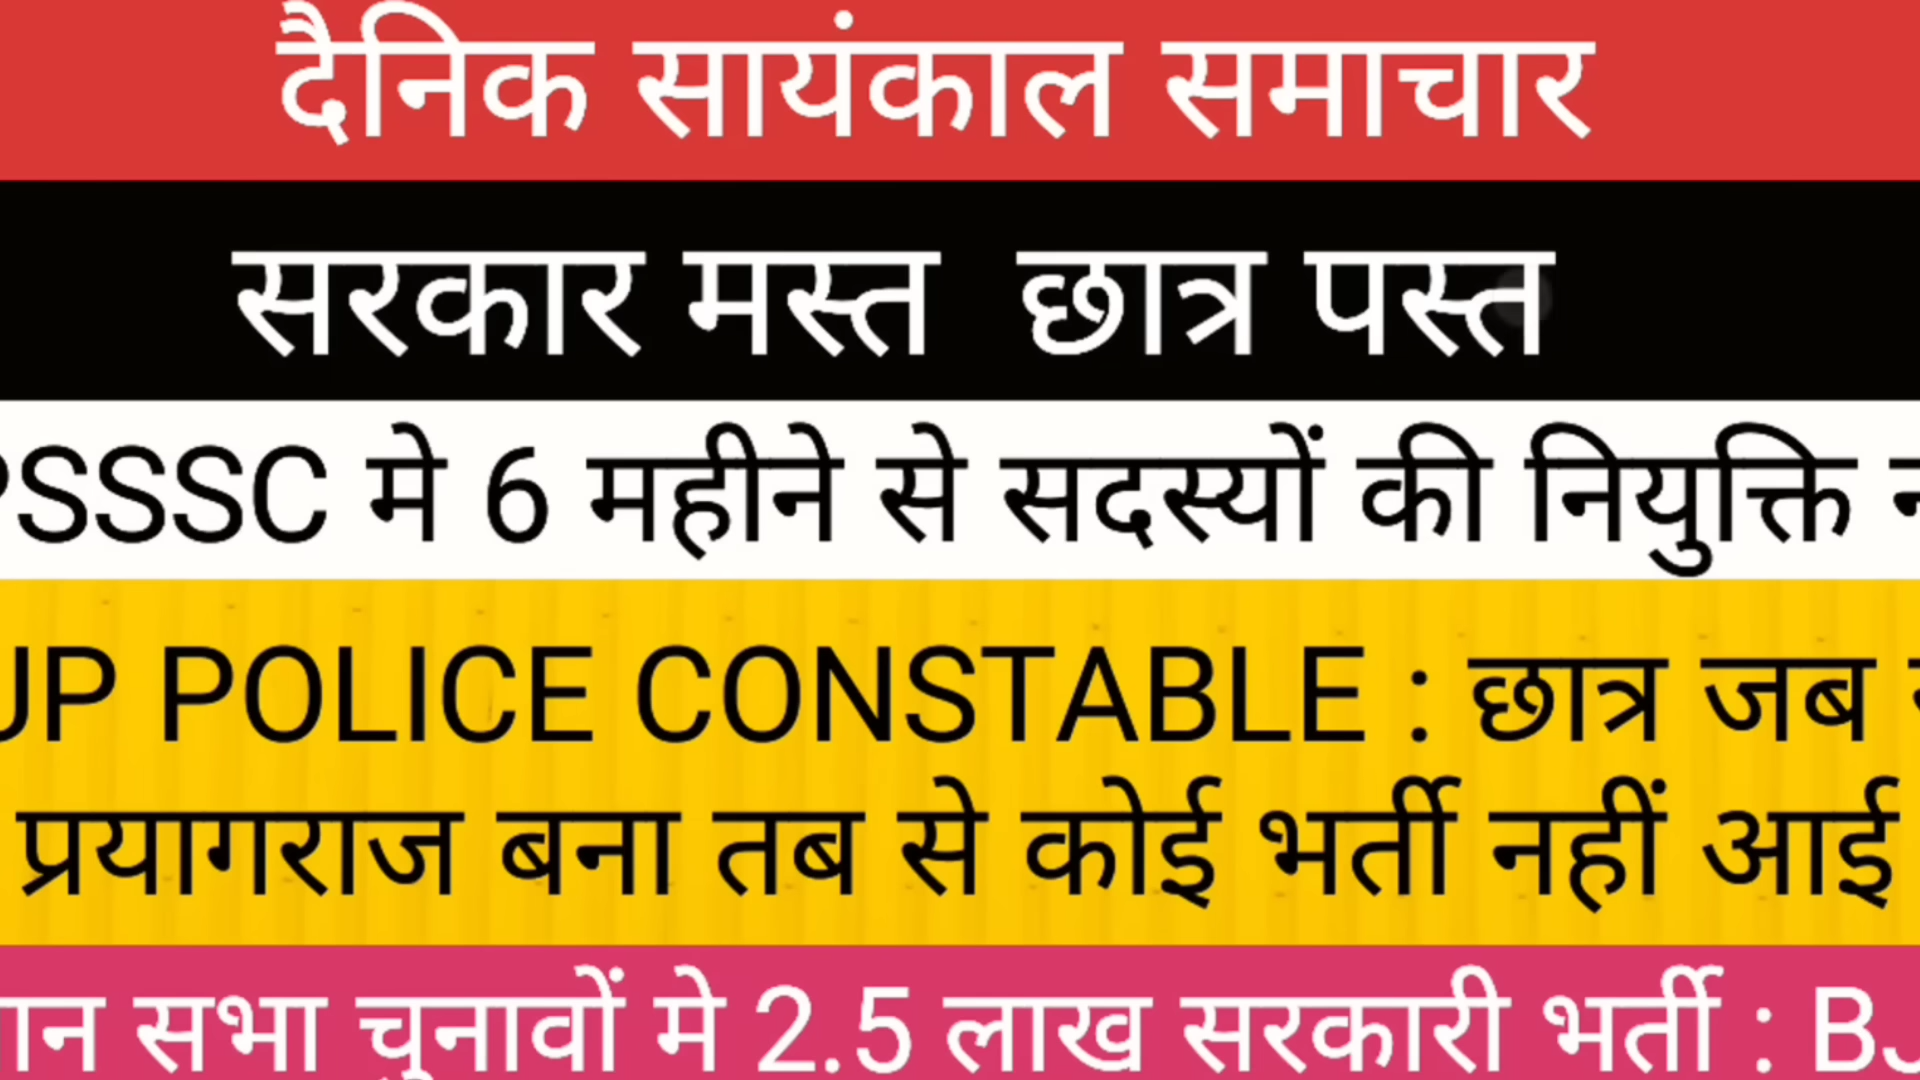 दैनिक सायंकाल समाचार
सरकार मस्त छात्र पस्त
PSSSC मे 6 महीने से सदस्यों की नियुक्ति
UP POLICE CONSTABLE : छात्र जब
प्रयागराज बना तब से कोई भर्ती नहीं आई
सभा चुनावों मे 2.5 लाख सरकारी भर्ती :